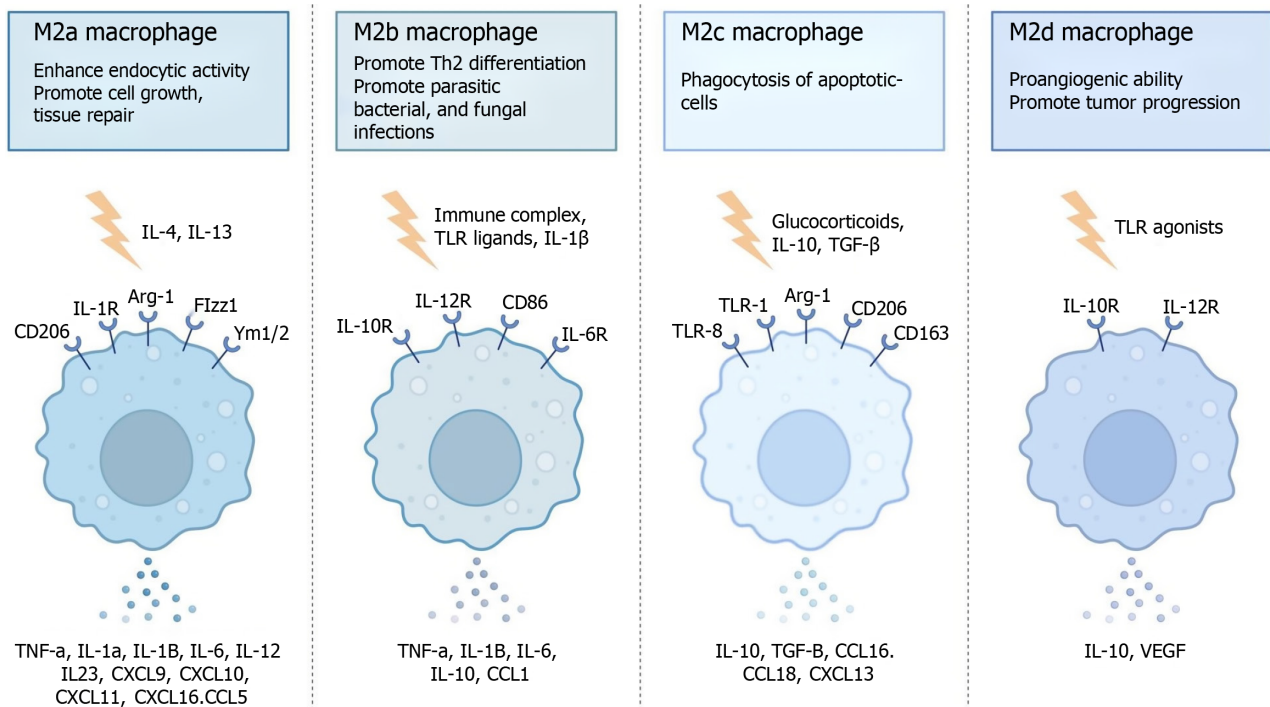 M2a macrophage
Enhance endocytic activity
Promote cell growth,
tissue repair
IL-4, IL-13
CD206
IL-1R
Arg-1
FIzz1
Ym1/2
TNF-a, IL-1a, IL-1B, IL-6, IL-12
IL23, CXCL9, CXCL10,
CXCL11, CXCL16.CCL5
M2b macrophage
Promote Th2 differentiation
Promote parasitic
bacterial, and fungal
infections
Immune complex,
TLR ligands, IL-1β
IL-10R
IL-12R
CD86
IL-6R
TNF-a, IL-1B, IL-6,
IL-10, CCL1
M2c macrophage
Phagocytosis of apoptotic-
cells
Glucocorticoids,
IL-10, TGF-β
TLR-8
TLR-1
Arg-1
CD206
CD163
IL-10, TGF-B, CCL16.
CCL18, CXCL13
M2d macrophage
Proangiogenic ability
Promote tumor progression
TLR agonists
IL-10R
IL-12R
IL-10, VEGF